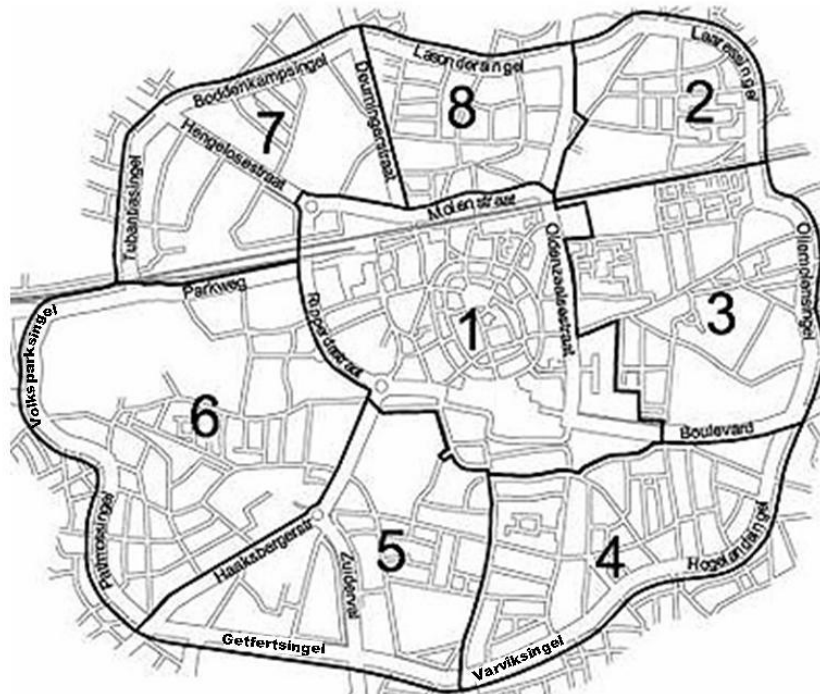 Lasondersingel
Laaressingel
Boddenkampsingel
Deurningerstraat
8
2
7
Hengelosestraat
Tubantiasingel
Molenstraat
Oldenzaalsestraat
Parkweg
Ripperdastraat
1
3
Volksparksingel
6
Boulevard
Pathmossingel
Haaksbergerstr
5
4
Zuiderval
Hogelandsingel
Getfertsingel
Varviksingel